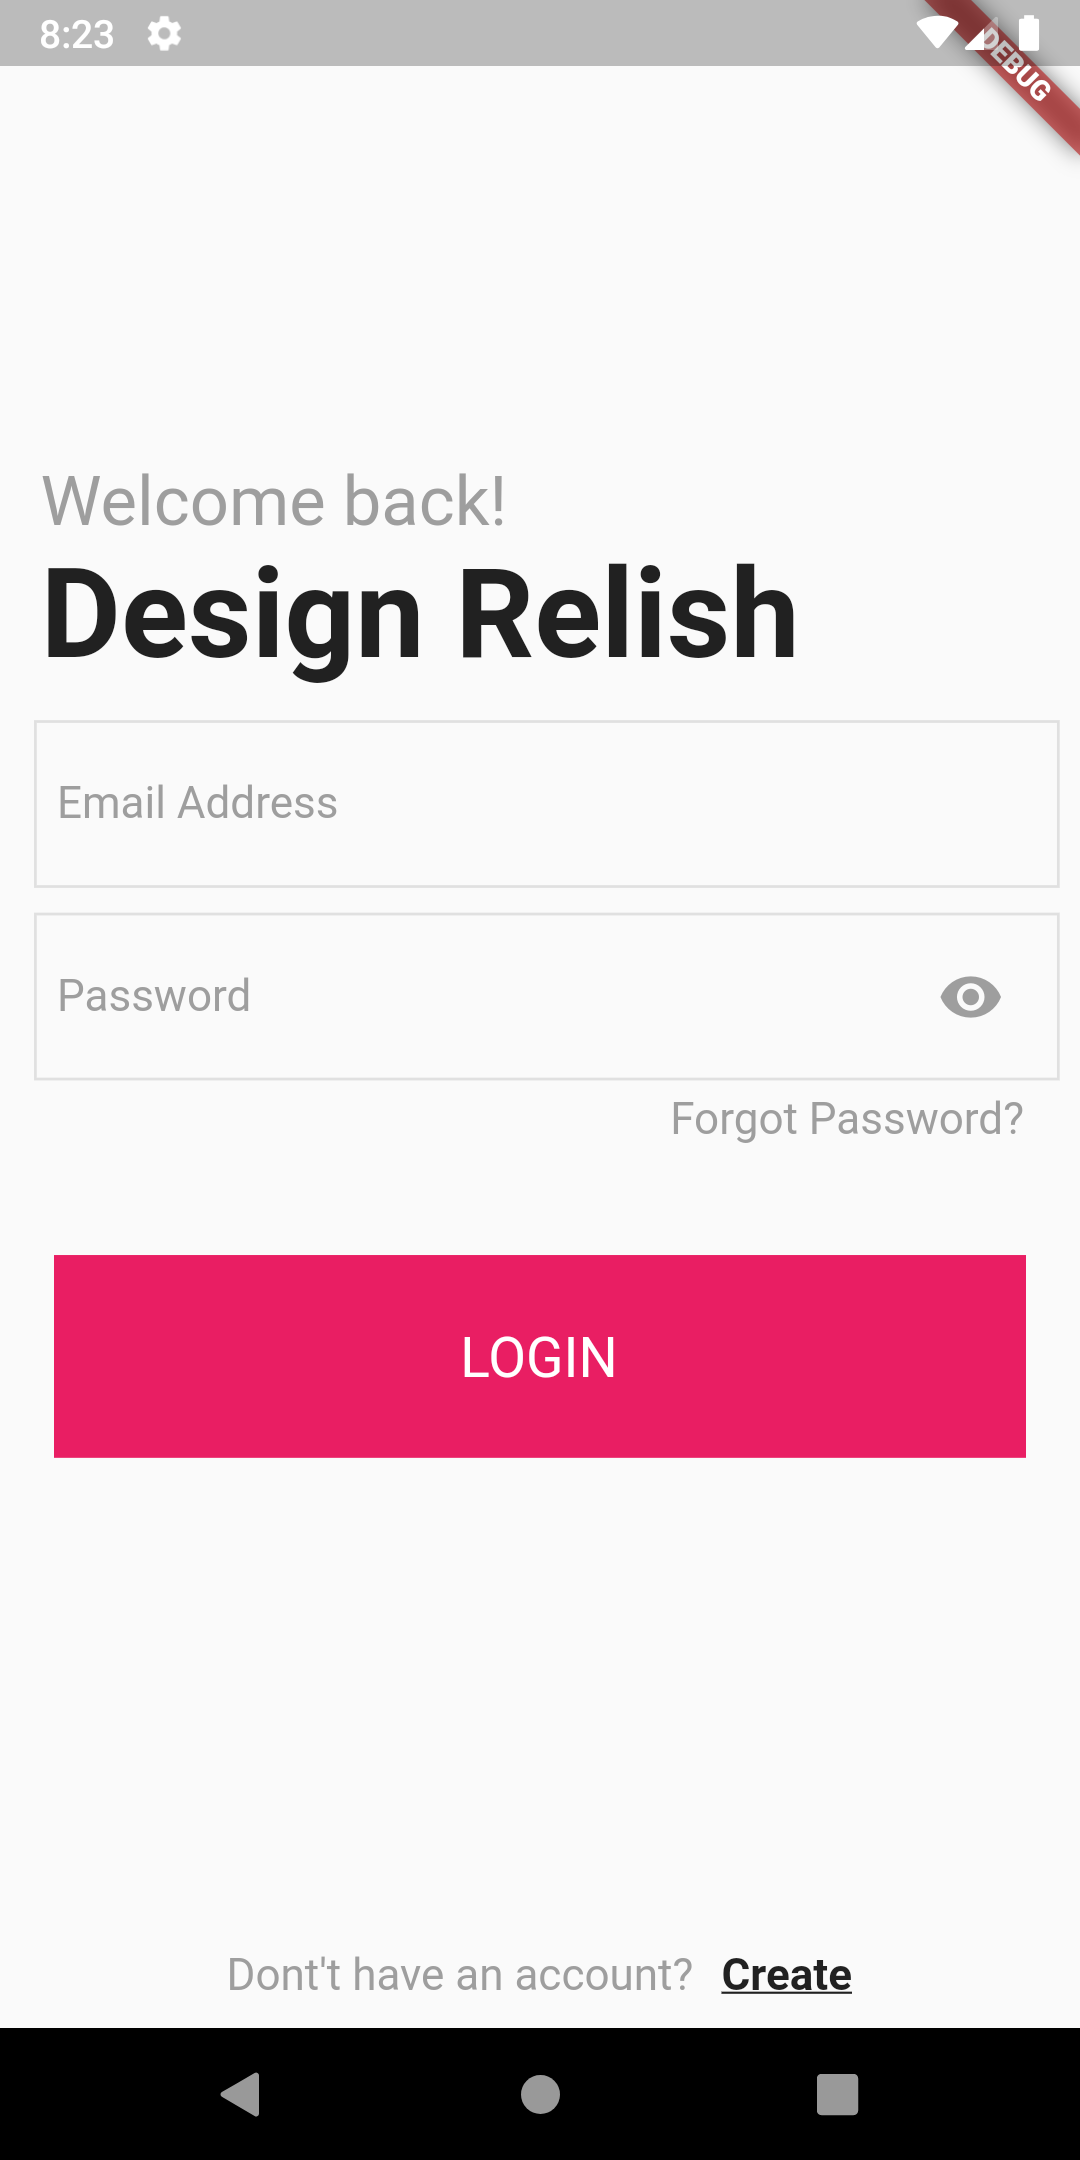 8:23
DEBUG
Welcome back!
Design Relish
Email Address
Password
Forgot Password?
LOGIN
Dont't have an account? Create